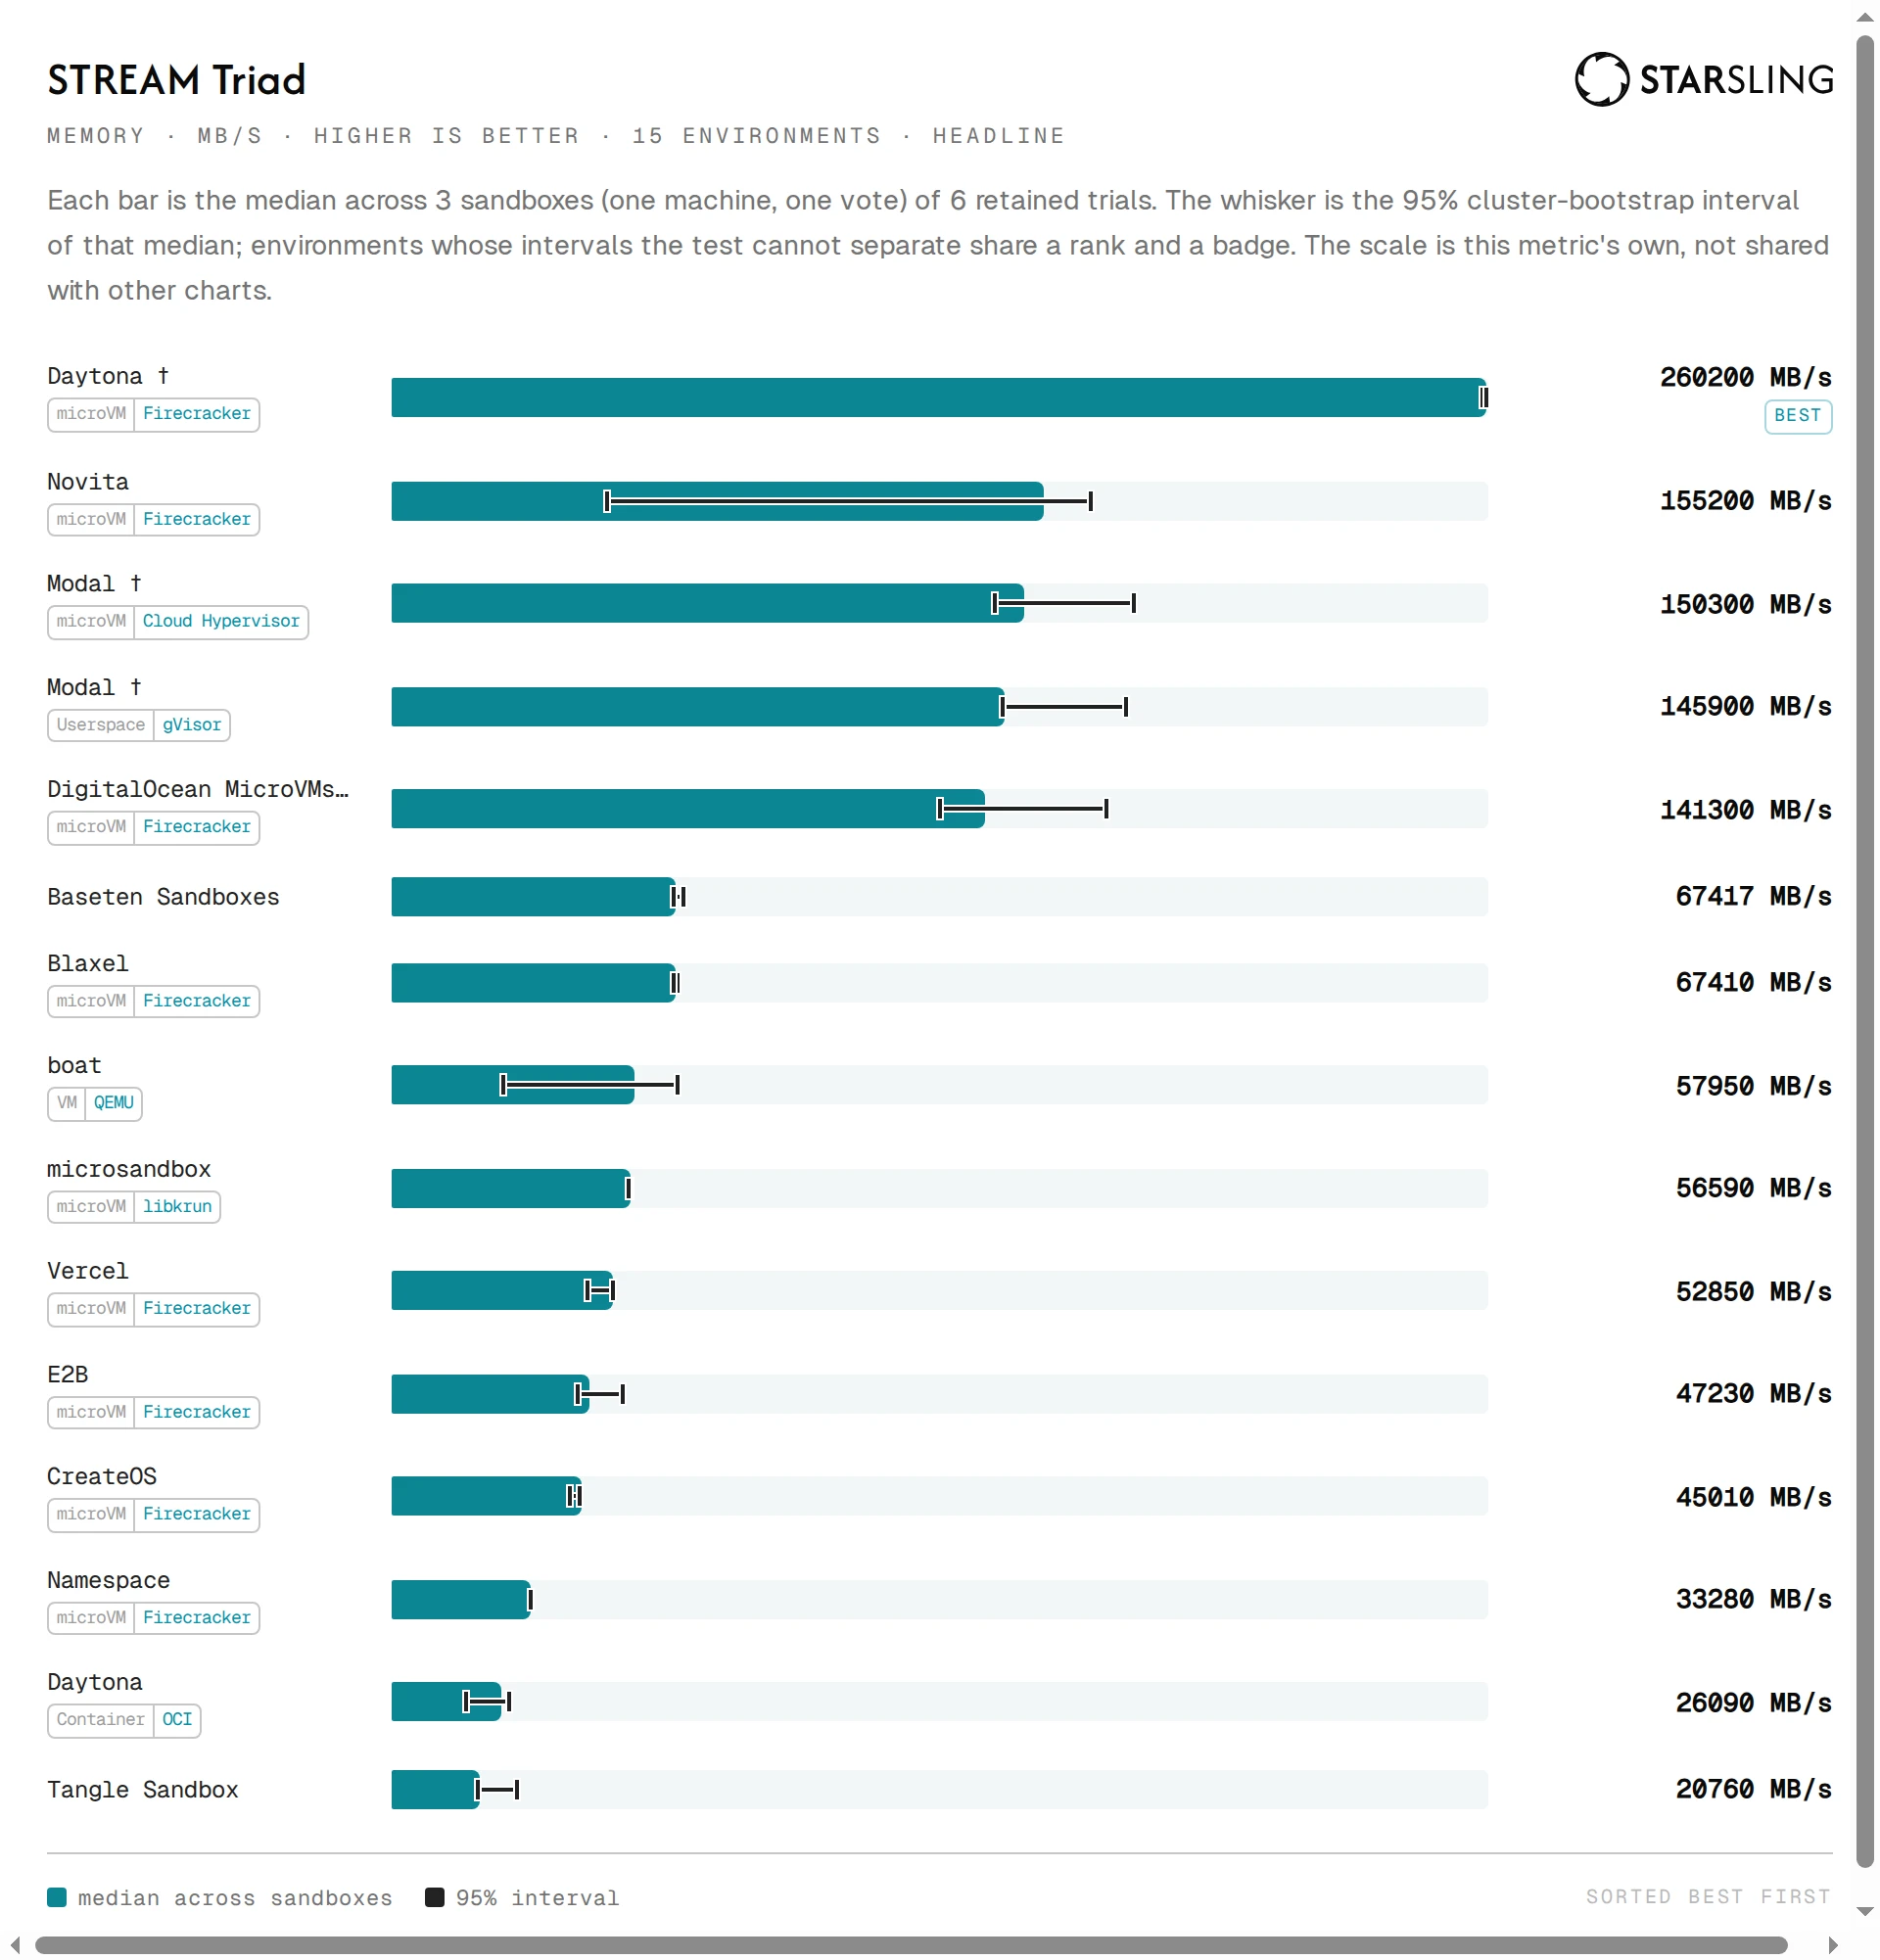 STREAM Triad
STARSLING
MEMORY · MB/S · HIGHER IS BETTER · 15 ENVIRONMENTS · HEADLINE
Each bar is the median across 3 sandboxes (one machine, one vote) of 6 retained trials. The whisker is the 95% cluster-bootstrap interval
of that median; environments whose intervals the test cannot separate share a rank and a badge. The scale is this metric's own, not shared
with other charts.
Daytona †
microVM Firecracker
260200 MB/s
BEST
Novita
microVM Firecracker
155200 MB/s
Modal †
microVM Cloud Hypervisor
150300 MB/s
Modal †
Userspace gVisor
145900 MB/s
DigitalOcean MicroVMs…
microVM Firecracker
141300 MB/s
Baseten Sandboxes
67417 MB/s
Blaxel
microVM Firecracker
67410 MB/s
boat
VM QEMU
57950 MB/s
microsandbox
microVM libkrun
56590 MB/s
Vercel
microVM Firecracker
52850 MB/s
E2B
microVM Firecracker
47230 MB/s
CreateOS
microVM Firecracker
45010 MB/s
Namespace
microVM Firecracker
33280 MB/s
Daytona
Container OCI
26090 MB/s
Tangle Sandbox
20760 MB/s
median across sandboxes
95% interval
SORTED BEST FIRST